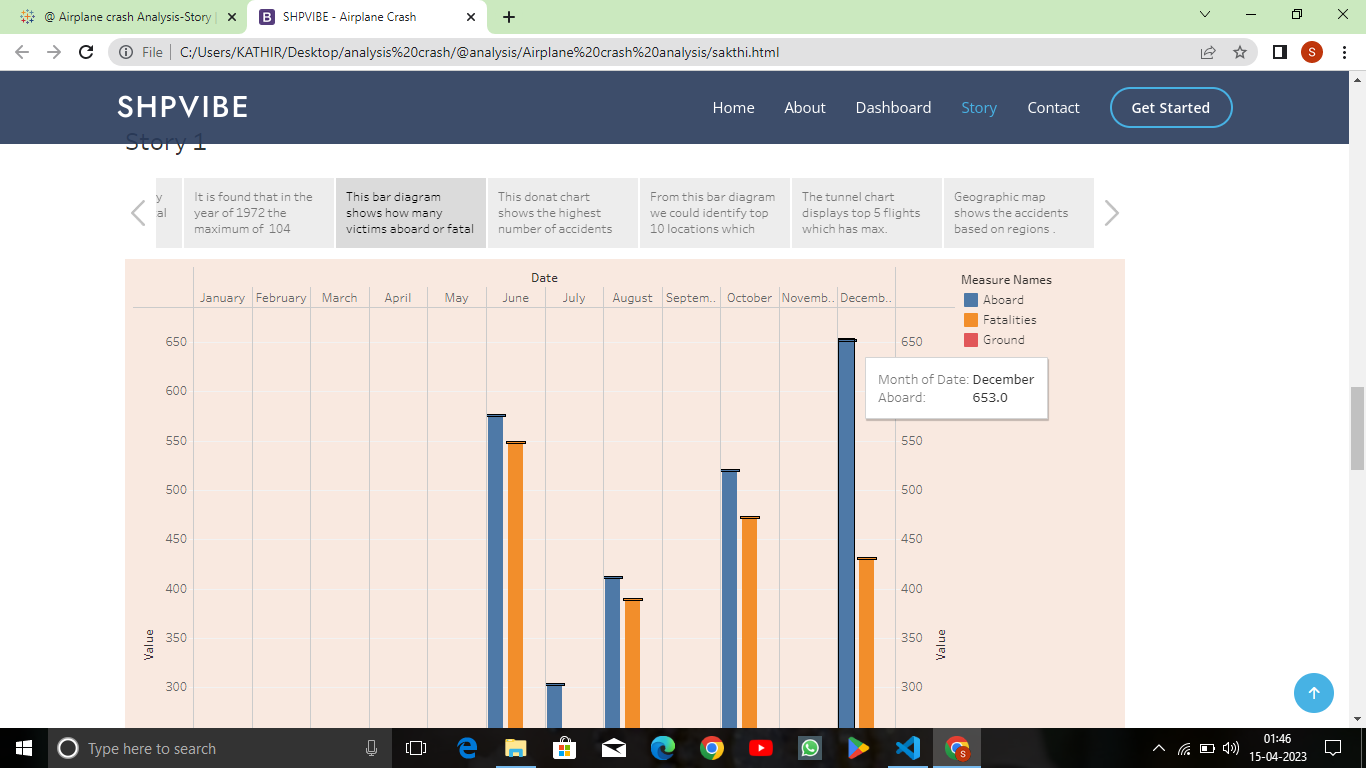 @ Airplane crash Analysis-Story |
SHPVIBE - Airplane Crash
File
C:/Users/KATHIR/Desktop/analysis%20crash/@analysis/Airplane%20crash%20analysis/sakthi.html
S
SHPVIBE
Home About Dashboard Story Contact Get Started
Story 1
y
al
It is found that in the
year of 1972 the
maximum of 104
This bar diagram
shows how many
victims aboard or fatal
This donat chart
shows the highest
number of accidents
From this bar diagram
we could identify top
10 locations which
The tunnel chart
displays top 5 flights
which has max.
Geographic map
shows the accidents
based on regions .
Date
January February March April May June July August Septem.. October Novemb.. Decemb..
Measure Names
Aboard
Fatalities
Ground
650 650
600
550 550
500 500
450 450
400 400
350 350
300 300
Value Value
Month of Date: December
Aboard: 653.0
Type here to search
01:46
15-04-2023